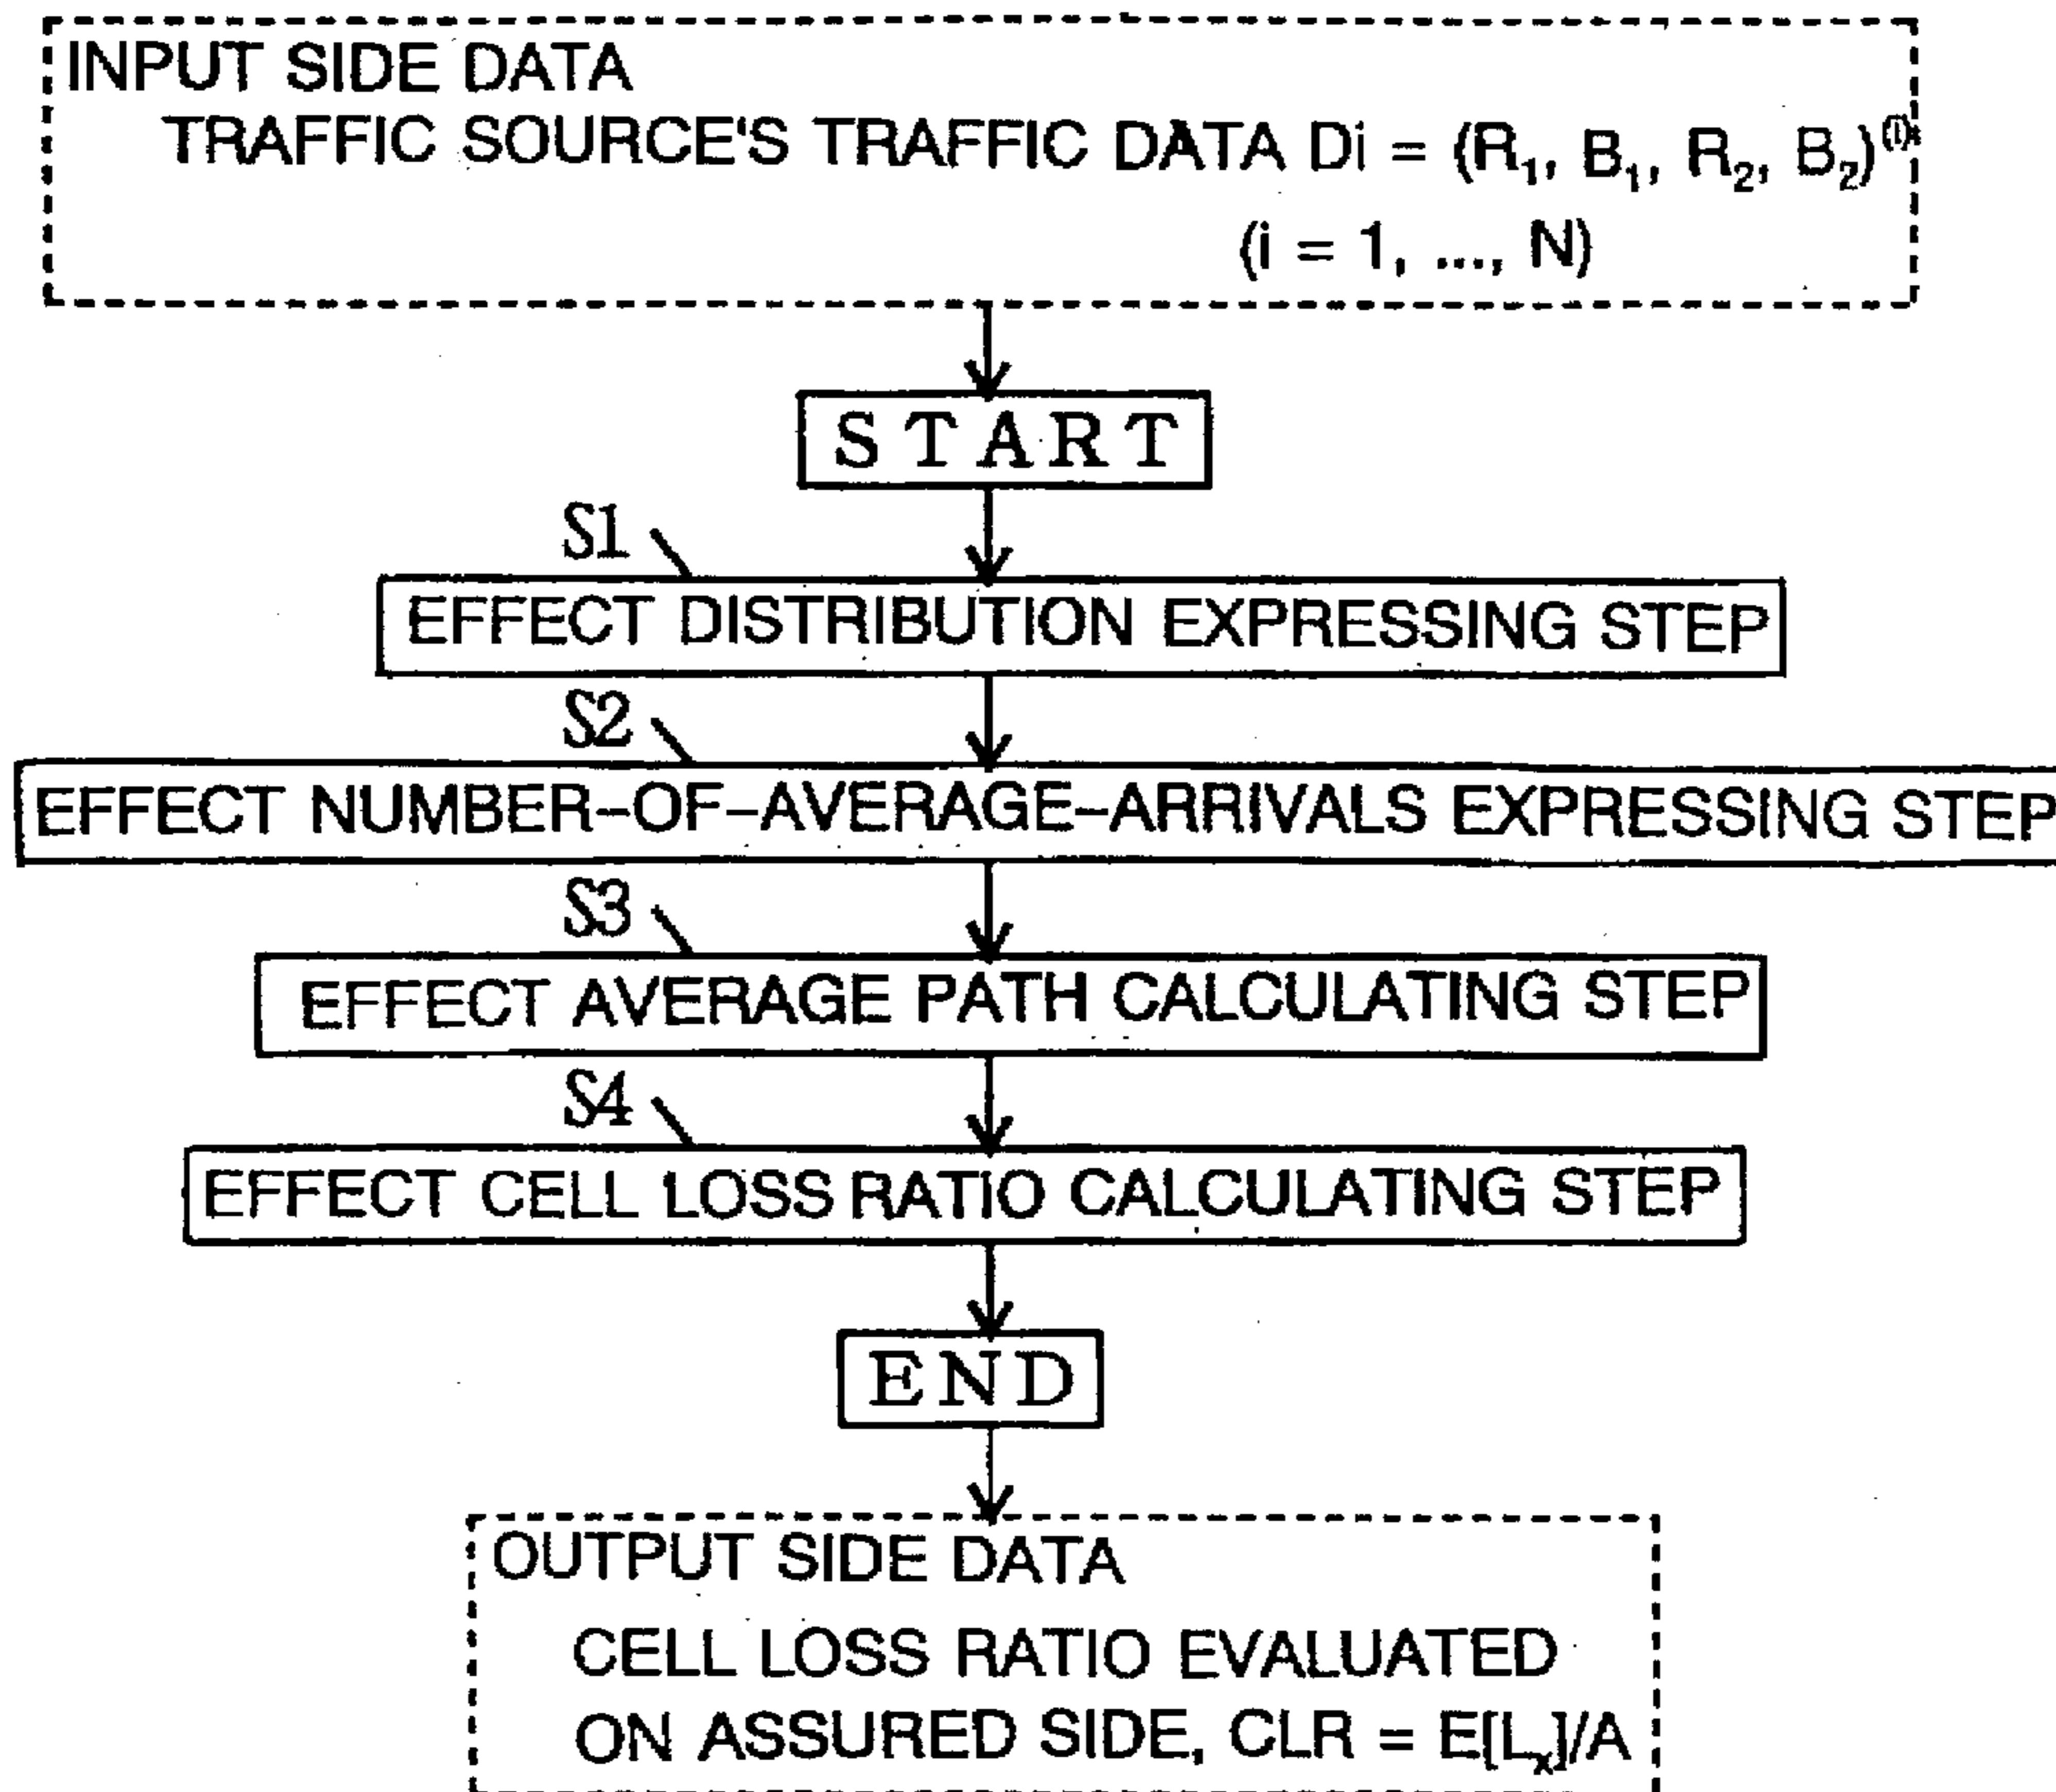 INPUT SIDE DATA
TRAFFIC SOURCE'S TRAFFIC DATA Di = (R₁, B₁, R₂, B₂)⁽ⁱ⁾
(i = 1, ..., N)
START
S1
EFFECT DISTRIBUTION EXPRESSING STEP
S2
EFFECT NUMBER-OF-AVERAGE-ARRIVALS EXPRESSING STEP
S3
EFFECT AVERAGE PATH CALCULATING STEP
S4
EFFECT CELL LOSS RATIO CALCULATING STEP
END
OUTPUT SIDE DATA
CELL LOSS RATIO EVALUATED
ON ASSURED SIDE, CLR = E[Lₓ]/A